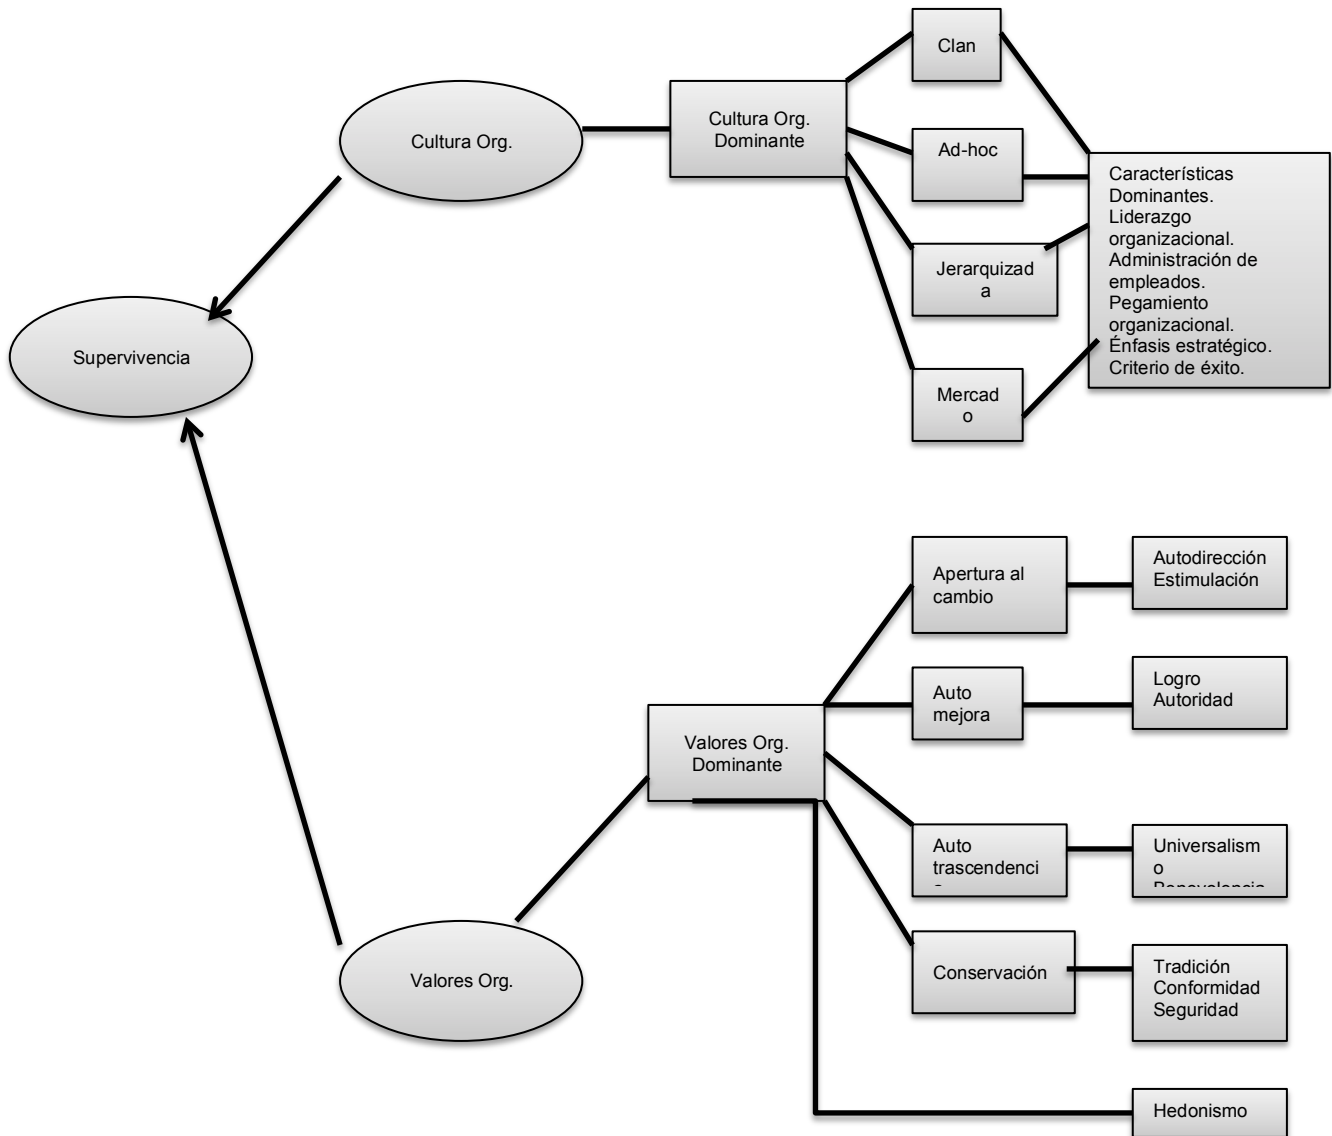 Clan
Cultura Org.
Cultura Org.
Dominante
Ad-hoc
Características
Dominantes.
Liderazgo
organizacional.
Administración de
empleados.
Pegamiento
organizacional.
Énfasis estratégico.
Criterio de éxito.
Jerarquizad
a
Supervivencia
Mercad
o
Apertura al
cambio
Autodirección
Estimulación
Auto
mejora
Logro
Autoridad
Valores Org.
Dominante
Auto
trascendenci
Universalism
o
Valores Org.
Conservación
Tradición
Conformidad
Seguridad
Hedonismo